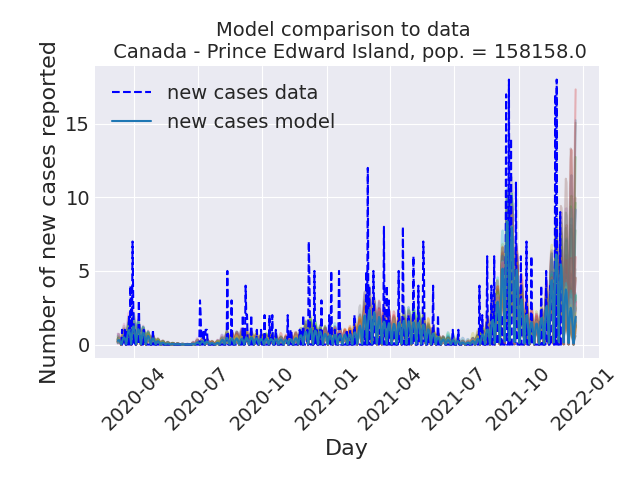 Model comparison to data
Canada - Prince Edward Island, pop. = 158158.0
Number of new cases reported
new cases data
new cases model
15
10
5
0
2020-04
2020-07
2020-10
2021-01
2021-04
2021-07
2021-10
2022-01
Day